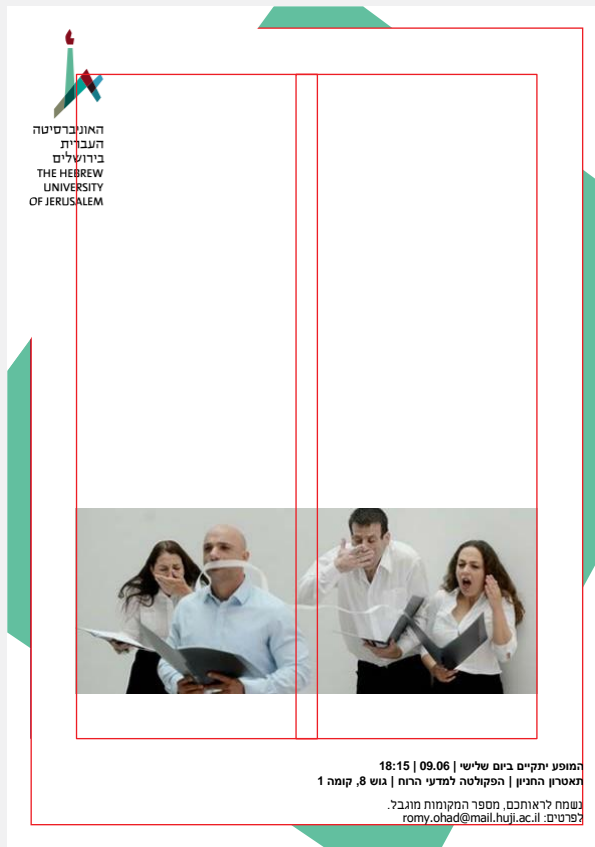 האוניברסיטה
העברית
בירושלים
THE HEBREW
UNIVERSITY
OF JERUSALEM
המופע יתקיים ביום שלישי | 09.06 | 18:15
תאטרון החניון | הפקולטה למדעי הרוח | גוש 8, קומה 1
נשמח לראותכם, מספר המקומות מוגבל.
לפרטים: romy.ohad@mail.huji.ac.il